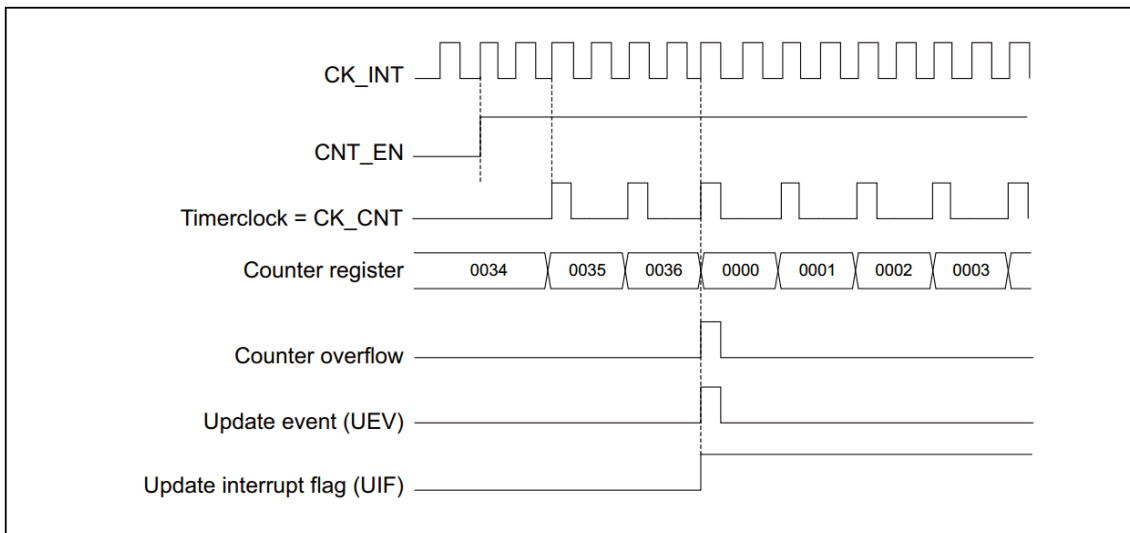 CK_INT
CNT_EN
Timerclock = CK_CNT
Counter register 0034 0035 0036 0000 0001 0002 0003
Counter overflow
Update event (UEV)
Update interrupt flag (UIF)